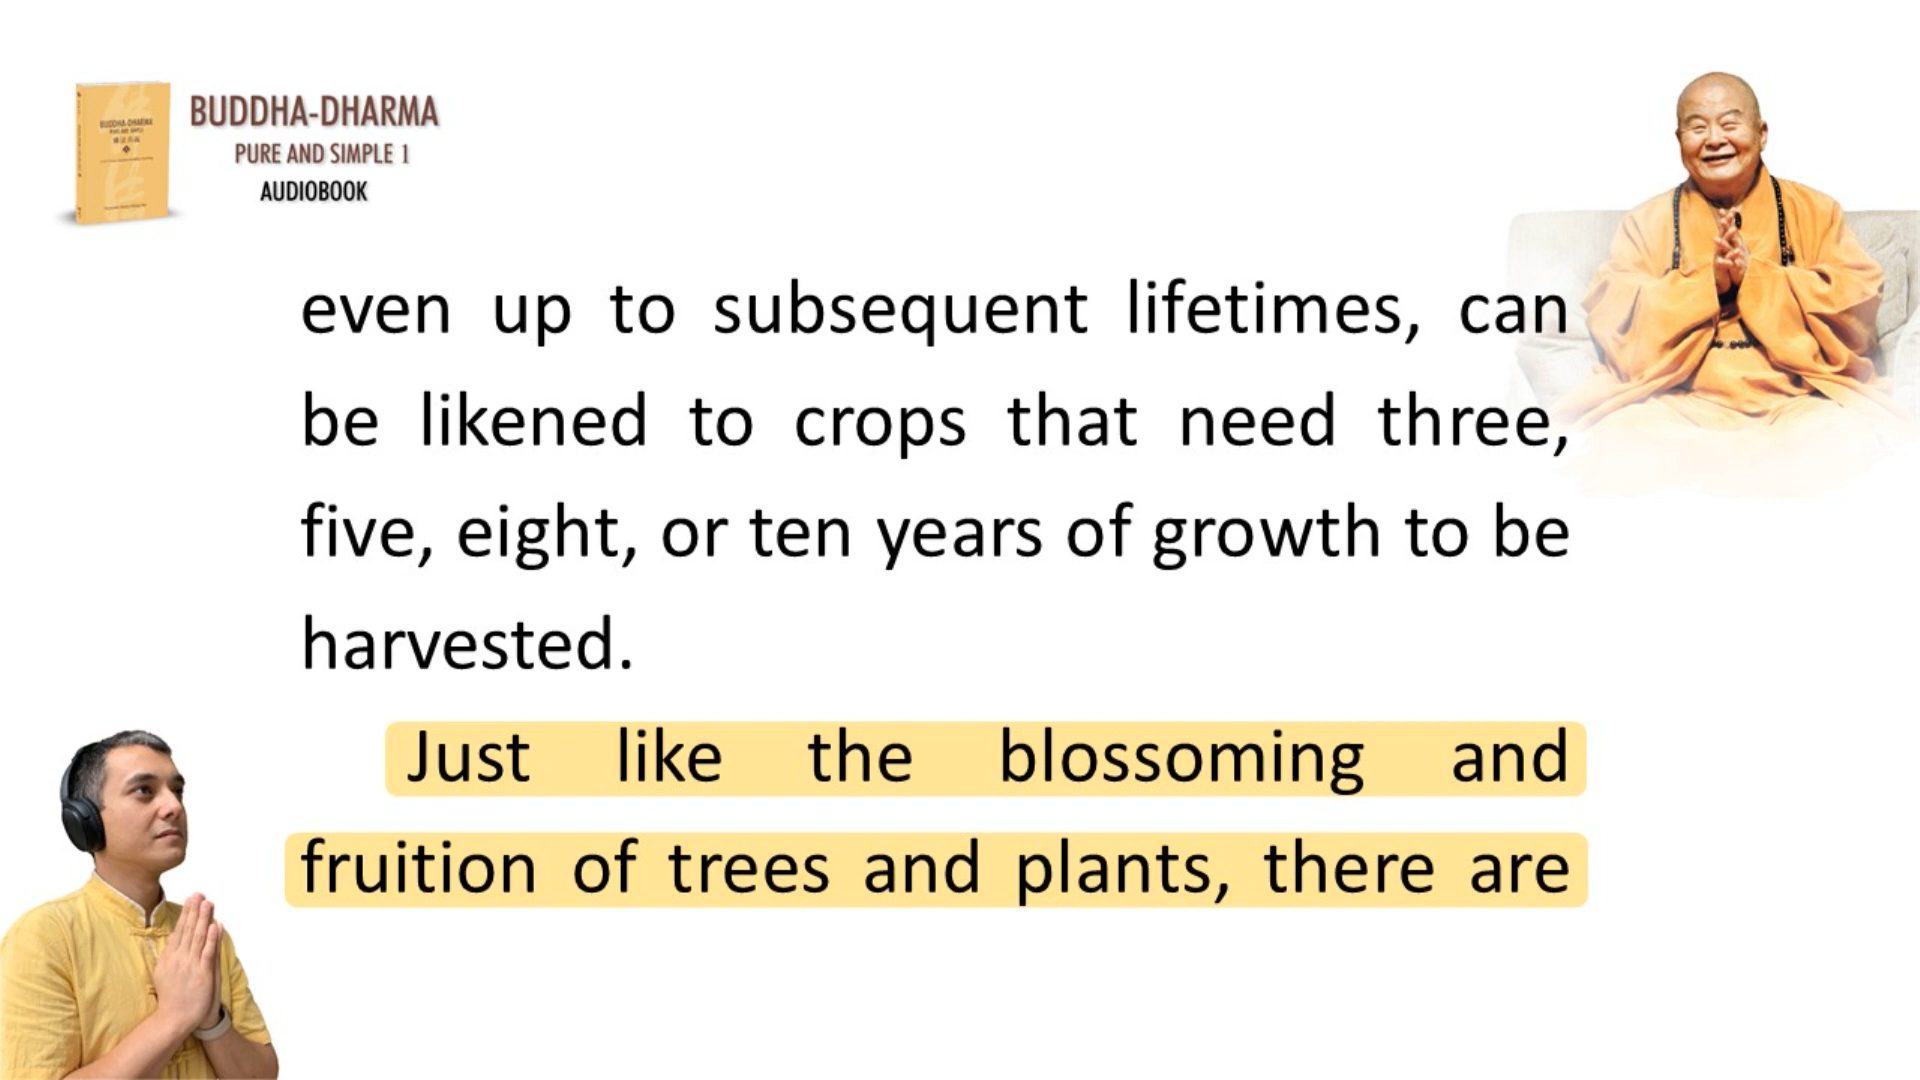 BUDDHA-DHARMA
PURE AND SIMPLE 1
AUDIOBOOK
BUDDHA-DHARMA
even up to subsequent lifetimes, can
be likened to crops that need three,
five, eight, or ten years of growth to be
harvested.
Just like the blossoming and
fruition of trees and plants, there are